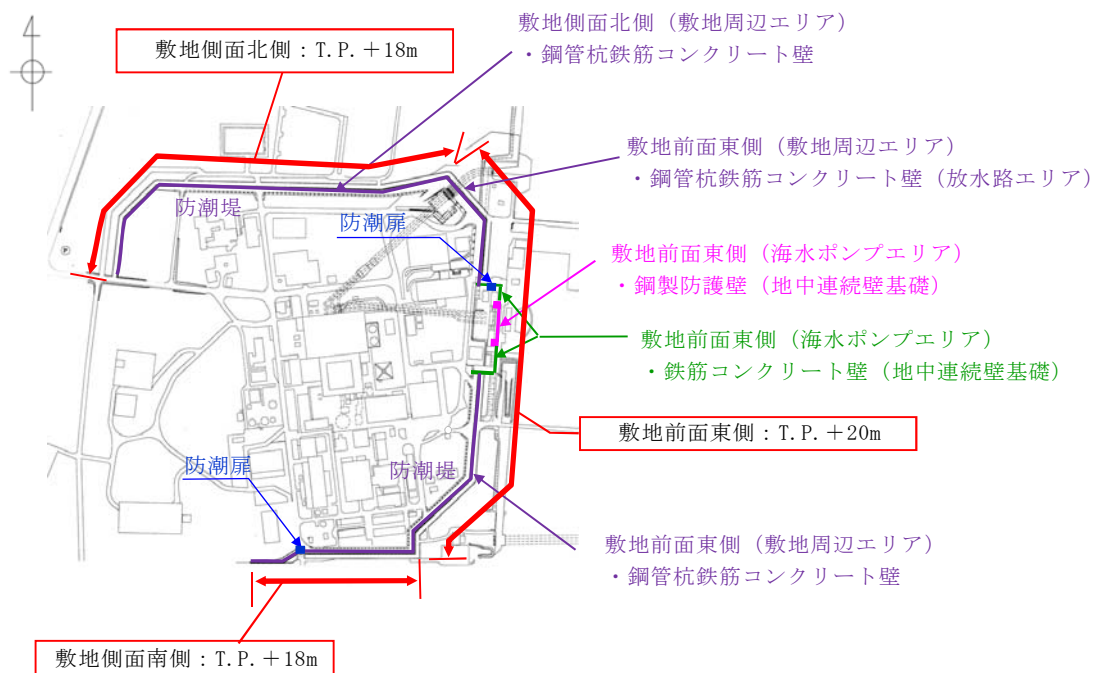 敷地側面北側（敷地周辺エリア）
・鋼管杭鉄筋コンクリート壁
敷地側面北側：T.P.＋18m
敷地前面東側（敷地周辺エリア）
・鋼管杭鉄筋コンクリート壁（放水路エリア）
防潮堤
防潮扉
敷地前面東側（海水ポンプエリア）
・鋼製防護壁（地中連続壁基礎）
敷地前面東側（海水ポンプエリア）
・鉄筋コンクリート壁（地中連続壁基礎）
敷地前面東側：T.P.＋20m
防潮扉
防潮堤
敷地前面東側（敷地周辺エリア）
・鋼管杭鉄筋コンクリート壁
敷地側面南側：T.P.＋18m